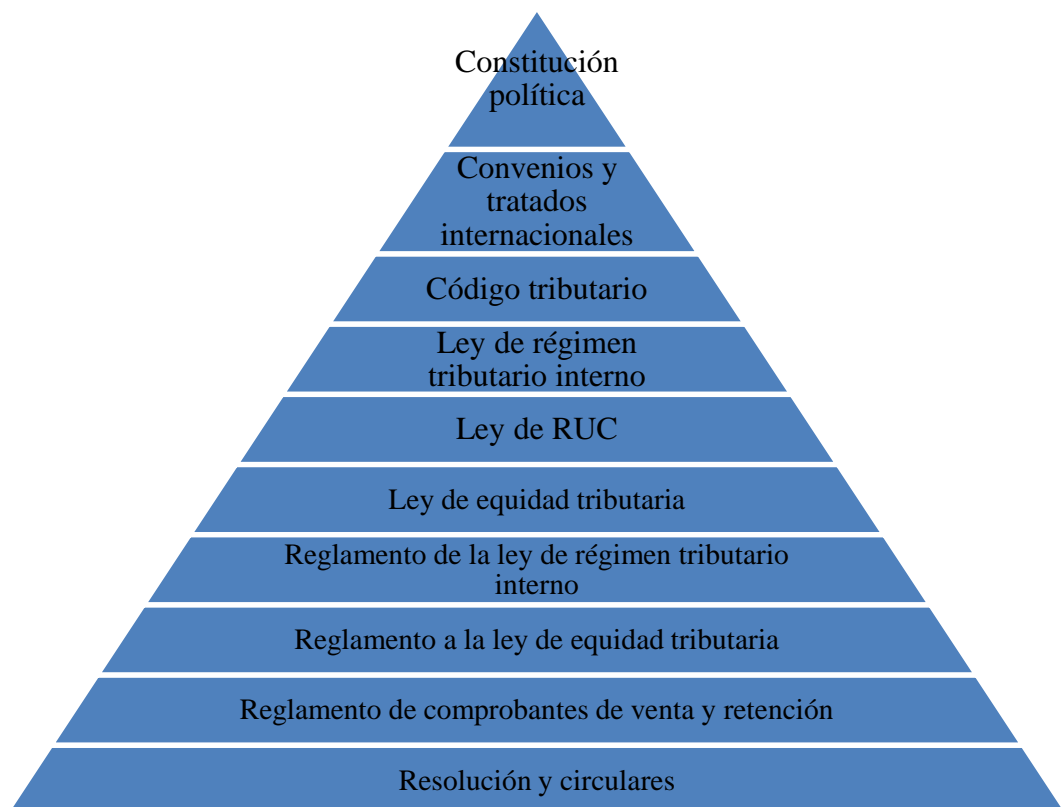 Constitución
política
Convenios y
tratados
internacionales
Código tributario
Ley de régimen
tributario interno
Ley de RUC
Ley de equidad tributaria
Reglamento de la ley de régimen tributario
interno
Reglamento a la ley de equidad tributaria
Reglamento de comprobantes de venta y retención
Resolución y circulares